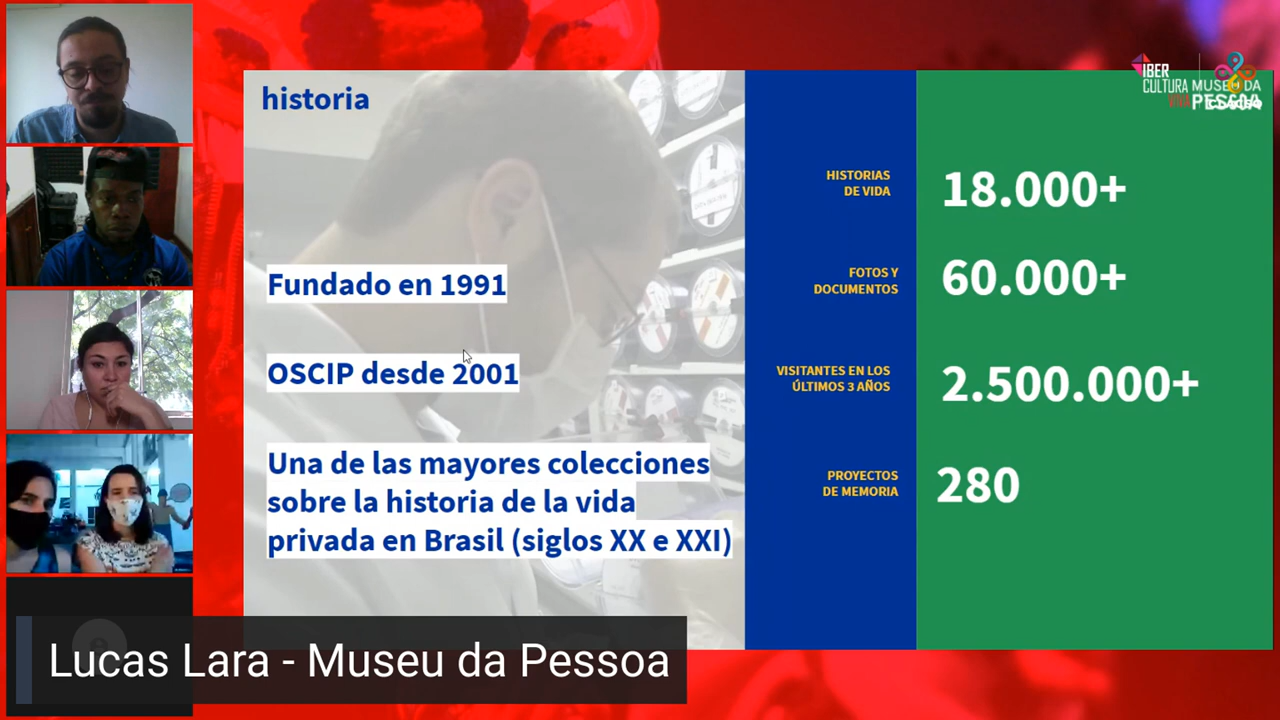 historia
Fundado en 1991
OSCIP desde 2001
Una de las mayores colecciones
sobre la historia de la vida
privada en Brasil (siglos XX e XXI)
HISTORIAS
DE VIDA
18.000+
FOTOS Y
DOCUMENTOS
60.000+
VISITANTES EN LOS
ÚLTIMOS 3 AÑOS
2.500.000+
PROYECTOS
DE MEMORIA
280
IBER
CULTURA
VIVA
MUSEU DA
PESSOA
Lucas Lara - Museu da Pessoa